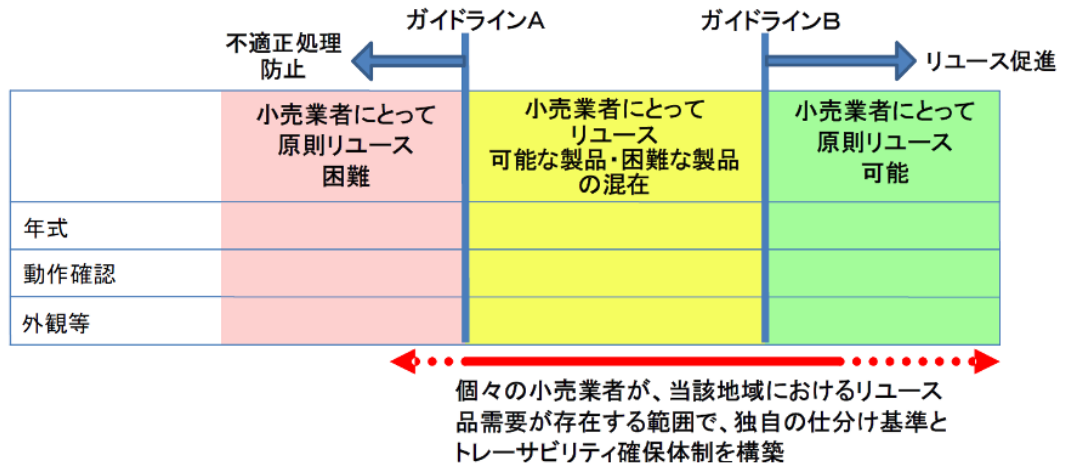 ガイドラインA
ガイドラインB
不適正処理
防止
リユース促進
小売業者にとって
原則リユース
困難
小売業者にとって
リユース
可能な製品・困難な製品
の混在
小売業者にとって
原則リユース
可能
年式
動作確認
外観等
個々の小売業者が、当該地域におけるリユース
品需要が存在する範囲で、独自の仕分け基準と
トレーサビリティ確保体制を構築